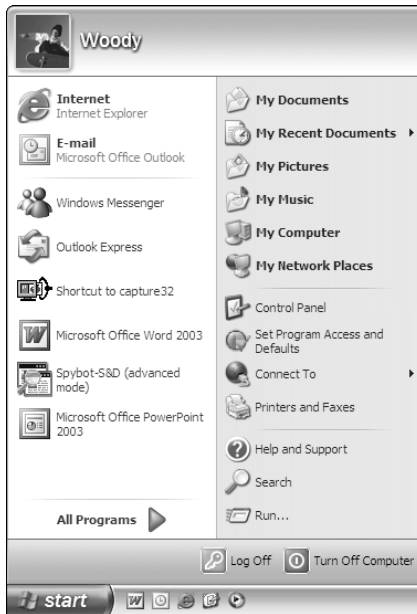 Woody
Internet
Internet Explorer
E-mail
Microsoft Office Outlook
Windows Messenger
Outlook Express
Shortcut to capture32
Microsoft Office Word 2003
Spybot-S&D (advanced
mode)
Microsoft Office PowerPoint
2003
All Programs
My Documents
My Recent Documents
My Pictures
My Music
My Computer
My Network Places
Control Panel
Set Program Access and
Defaults
Connect To
Printers and Faxes
Help and Support
Search
Run...
Log Off
Turn Off Computer
start